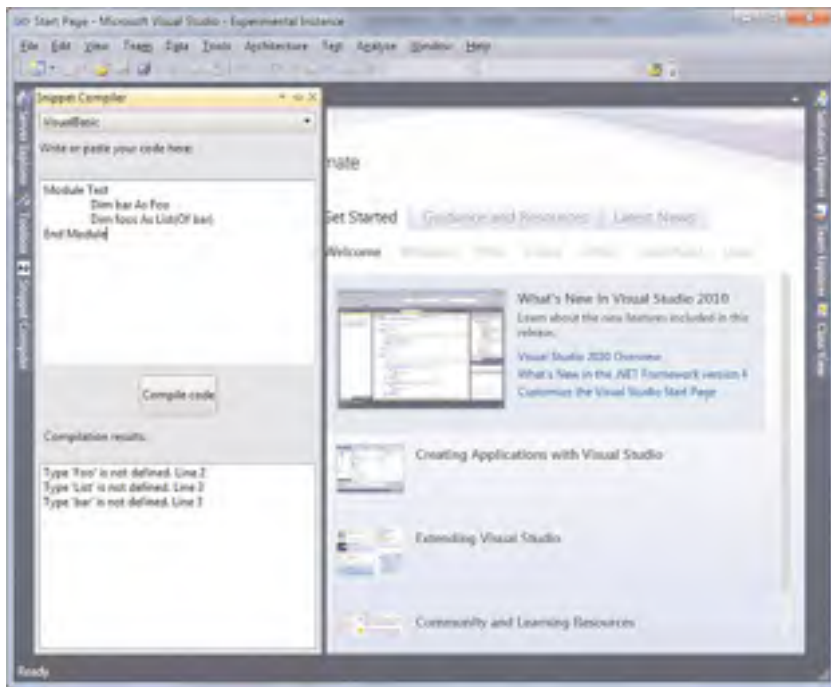 Start Page - Microsoft Visual Studio - Experimental Instance
File Edit View Team Data Tools Architecture Test Analyze Window Help
Snippet Compiler
VisualBasic
Write or paste your code here:
Module Test
Dim bar As Foo
Dim foos As List(Of bar)
End Module
Compile code
Compilation results:
Type 'Foo' is not defined. Line 2
Type 'List' is not defined. Line 3
Type 'bar' is not defined. Line 3
Server Explorer
Toolbox
Snippet Compiler
mate
Get Started
Guidance and Resources
Latest News
Welcome
What's New In Visual Studio 2010
Learn about the new features included in this
release.
Visual Studio 2010 Overview
What's New in the .NET Framework version 4
Customize the Visual Studio Start Page
Creating Applications with Visual Studio
Extending Visual Studio
Community and Learning Resources
Solution Explorer
Team Explorer
Class View
Ready